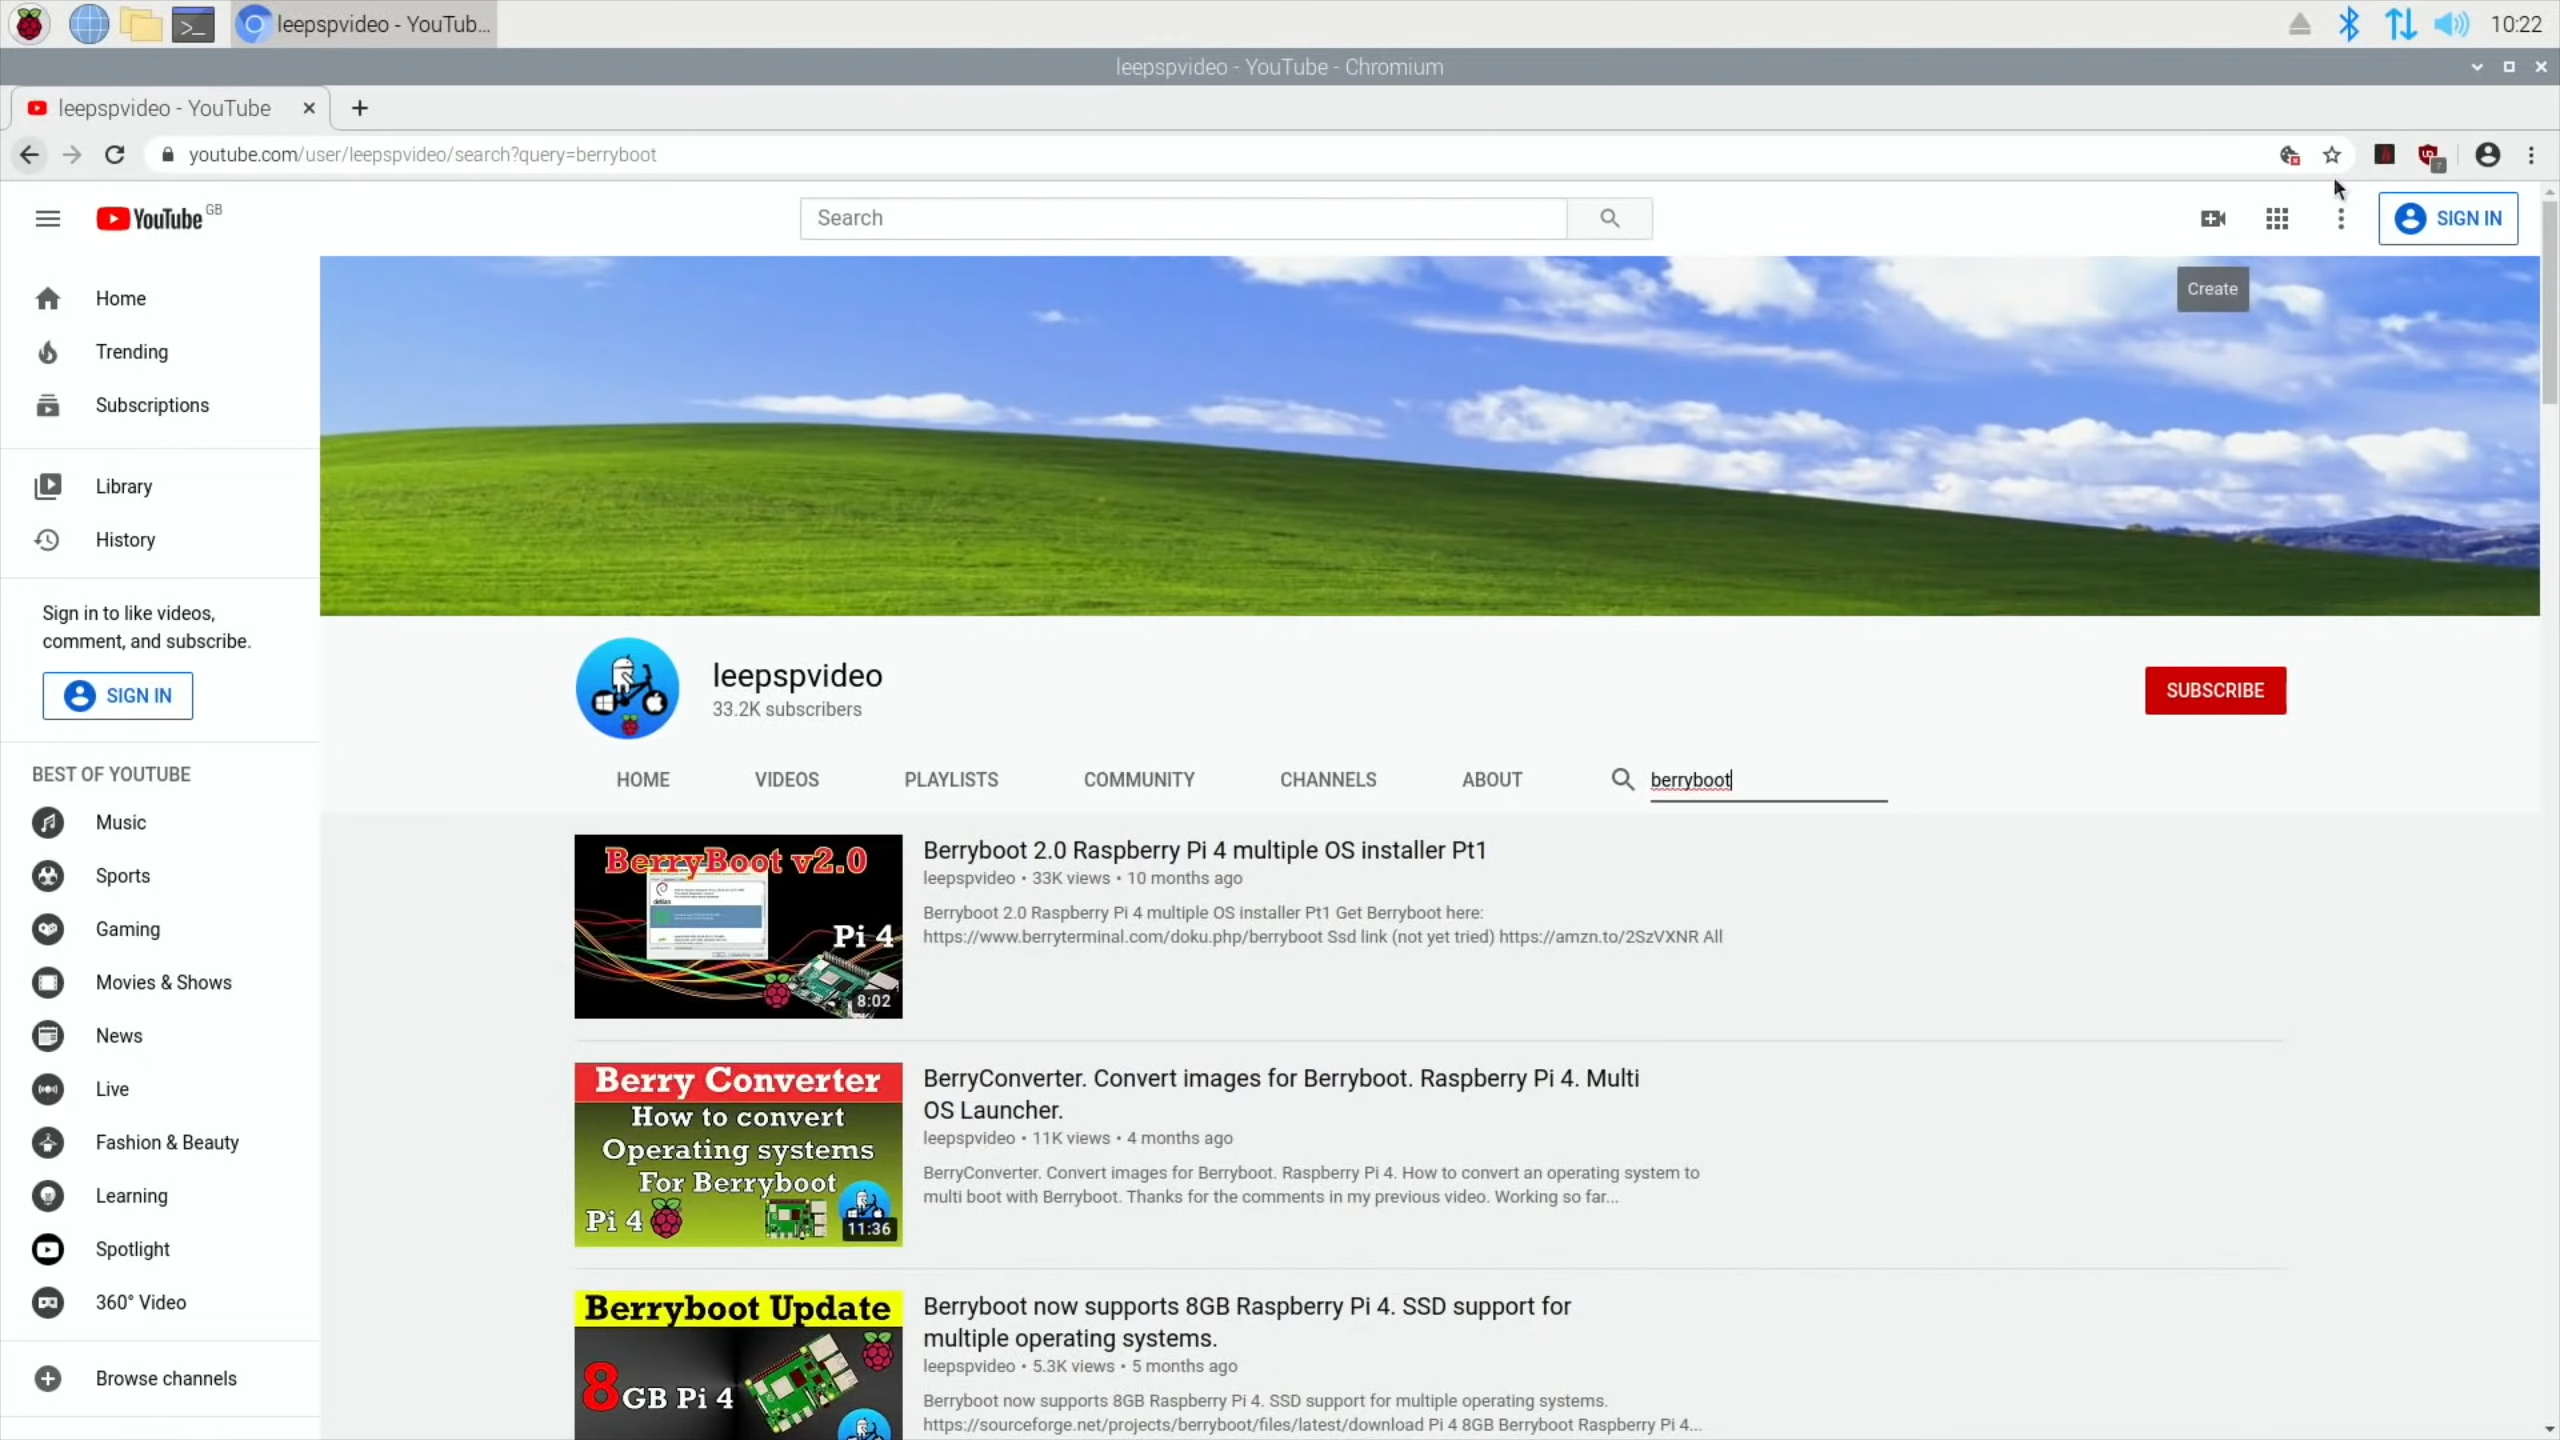 leepspvideo - YouTub...
10:22
leepspvideo - YouTube - Chromium
leepspvideo - YouTube
youtube.com/user/leepspvideo/search?query=berryboot
YouTube GB
Search
SIGN IN
Create
Home
Trending
Subscriptions
Library
History
Sign in to like videos,
comment, and subscribe.
SIGN IN
BEST OF YOUTUBE
Music
Sports
Gaming
Movies & Shows
News
Live
Fashion & Beauty
Learning
Spotlight
360° Video
Browse channels
leepspvideo
33.2K subscribers
SUBSCRIBE
HOME VIDEOS PLAYLISTS COMMUNITY CHANNELS ABOUT berryboot
BerryBoot v2.0
Pi 4
8:02
Berryboot 2.0 Raspberry Pi 4 multiple OS installer Pt1
leepspvideo • 33K views • 10 months ago
Berryboot 2.0 Raspberry Pi 4 multiple OS installer Pt1 Get Berryboot here:
https://www.berryterminal.com/doku.php/berryboot Ssd link (not yet tried) https://amzn.to/2SzVXNR All
Berry Converter
How to convert
Operating systems
For Berryboot
Pi 4
11:36
BerryConverter. Convert images for Berryboot. Raspberry Pi 4. Multi
OS Launcher.
leepspvideo • 11K views • 4 months ago
BerryConverter. Convert images for Berryboot. Raspberry Pi 4. How to convert an operating system to
multi boot with Berryboot. Thanks for the comments in my previous video. Working so far...
Berryboot Update
8GB Pi 4
Berryboot now supports 8GB Raspberry Pi 4. SSD support for
multiple operating systems.
leepspvideo • 5.3K views • 5 months ago
Berryboot now supports 8GB Raspberry Pi 4. SSD support for multiple operating systems.
https://sourceforge.net/projects/berryboot/files/latest/download Pi 4 8GB Berryboot Raspberry Pi 4...